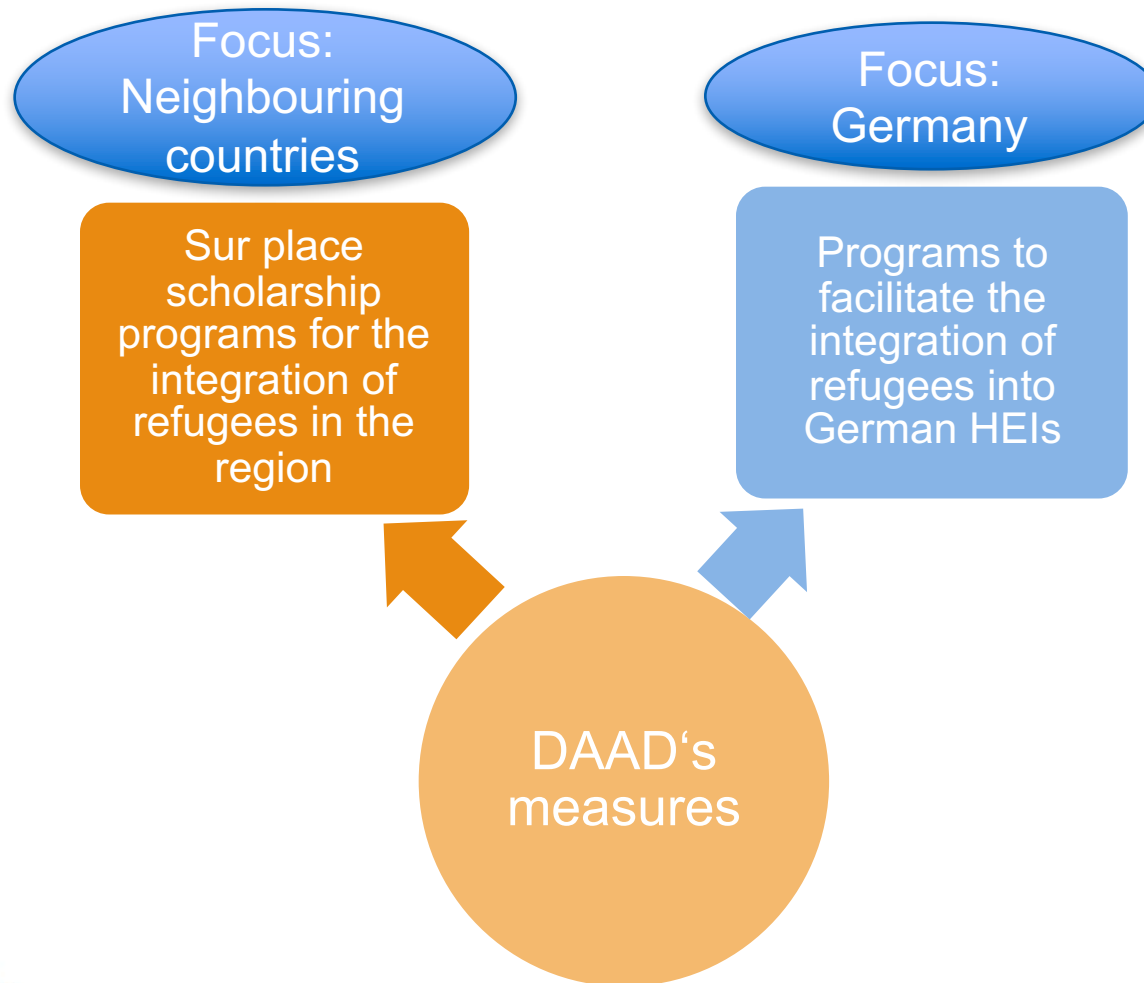 Focus:
Neighbouring
countries
Focus:
Germany
Sur place
scholarship
programs for the
integration of
refugees in the
region
Programs to
facilitate the
integration of
refugees into
German HEIs
DAAD‘s
measures